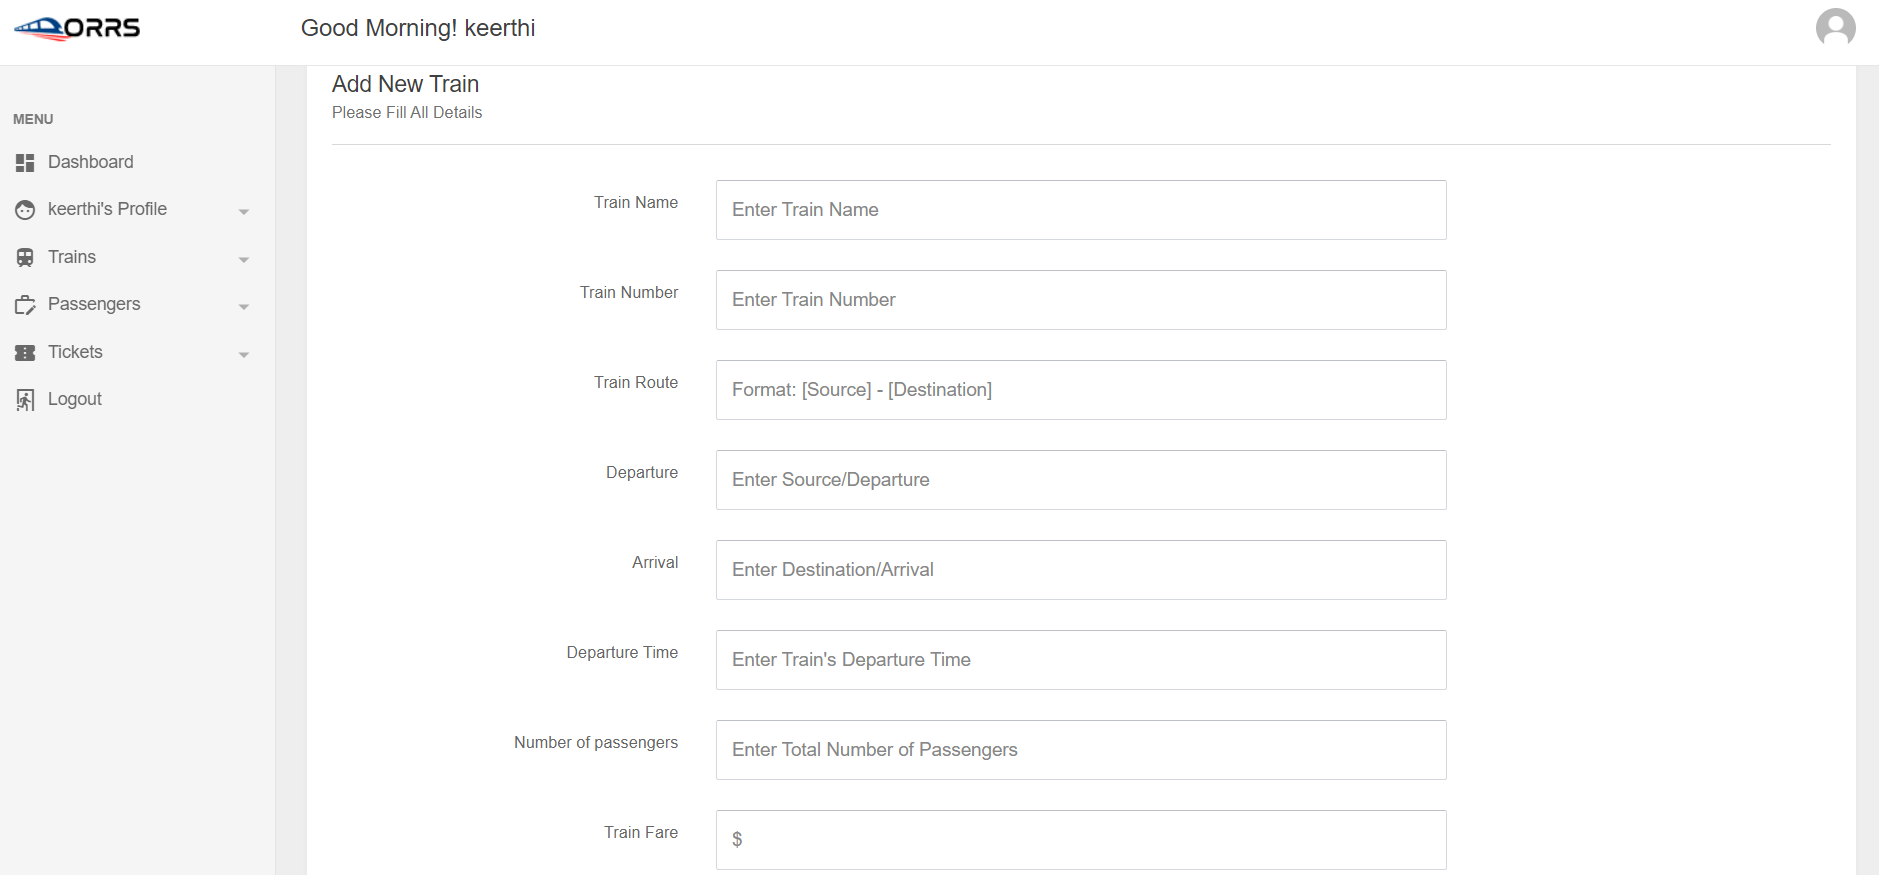 ORRS
Good Morning! keerthi
MENU
Dashboard
keerthi's Profile
Trains
Passengers
Tickets
Logout
Add New Train
Please Fill All Details
Train Name
Enter Train Name
Train Number
Enter Train Number
Train Route
Format: [Source] - [Destination]
Departure
Enter Source/Departure
Arrival
Enter Destination/Arrival
Departure Time
Enter Train's Departure Time
Number of passengers
Enter Total Number of Passengers
Train Fare
$